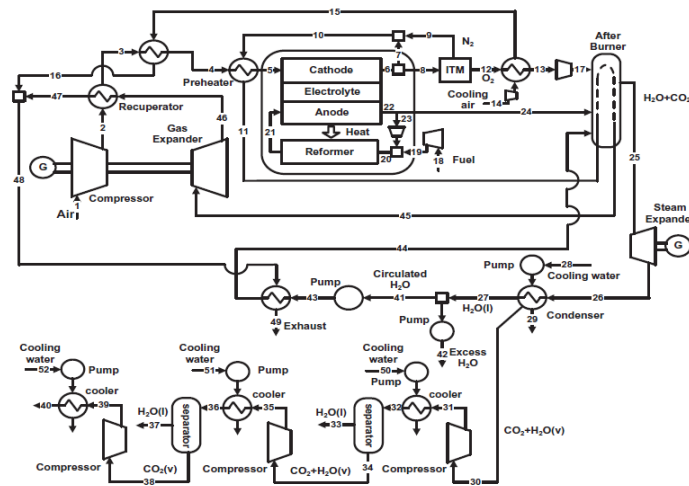 15
After
Burner
10
9
N2
3
7
16
4
Preheater
5
Cathode
6
8
ITM
12
O2
13
17
Electrolyte
47
Recuperator
Cooling
air
14
H2O+CO2
Anode
22
24
46
2
Gas
Expander
21
Heat
23
11
Reformer
20
19
18
Fuel
25
48
G
Compressor
1
Air
45
Steam
Expander
44
G
Pump
28
Cooling water
Pump
Circulated
H2O
43
41
27
H2O(l)
26
49
Exhaust
29
Condenser
Pump
42
Excess
H2O
Cooling
water
52
Pump
Cooling
water
51
Pump
Cooling
water
50
Pump
cooler
cooler
cooler
40
39
36
35
32
31
H2O(l)
37
separator
H2O(l)
33
separator
CO2+H2O(v)
34
Compressor
CO2(v)
38
Compressor
CO2+H2O(v)
Compressor
30